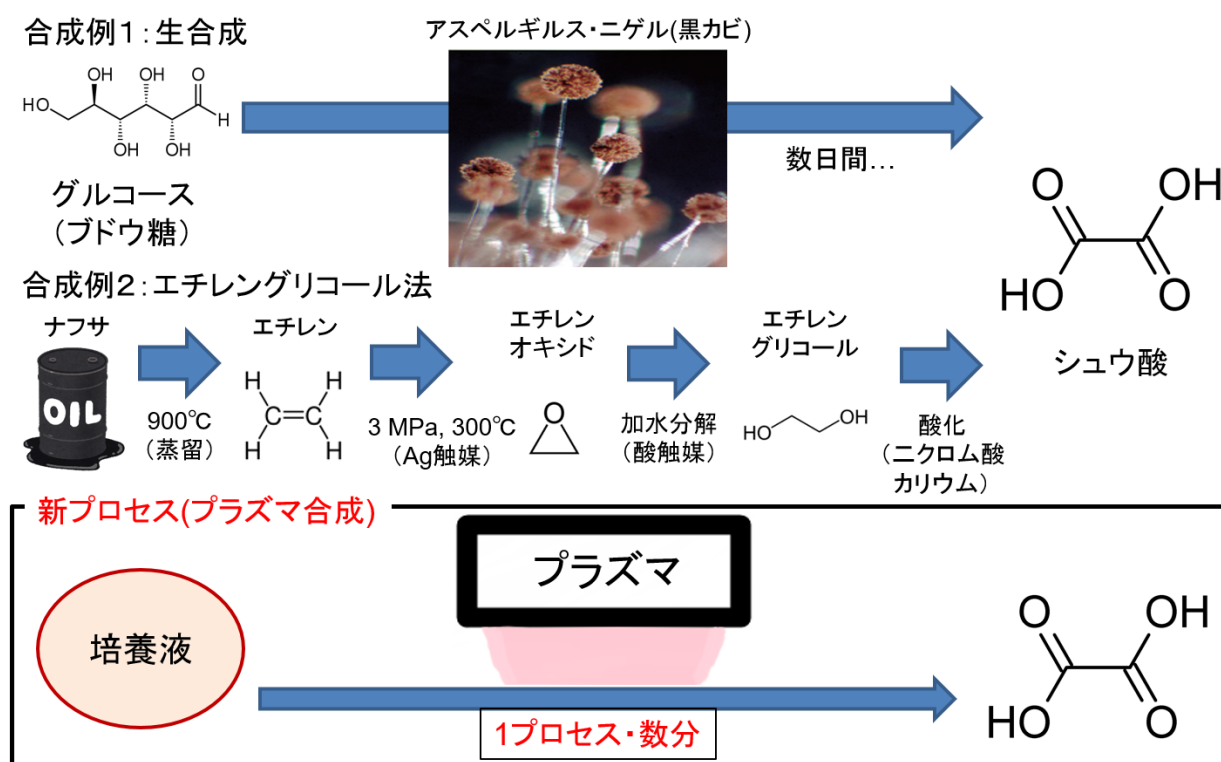 合成例１：生合成
アスペルギルス・ニゲル(黒カビ)
OH OH O
HO H
OH OH
グルコース
（ブドウ糖）
数日間…
O OH
HO O
シュウ酸
合成例２：エチレングリコール法
ナフサ
OIL
900℃
（蒸留）
エチレン
H H
C=C
H H
3 MPa, 300℃
（Ag触媒）
エチレン
オキシド
O
加水分解
（酸触媒）
エチレン
グリコール
HO OH
酸化
（ニクロム酸
カリウム）
新プロセス(プラズマ合成)
培養液
プラズマ
1プロセス・数分
O OH
HO O